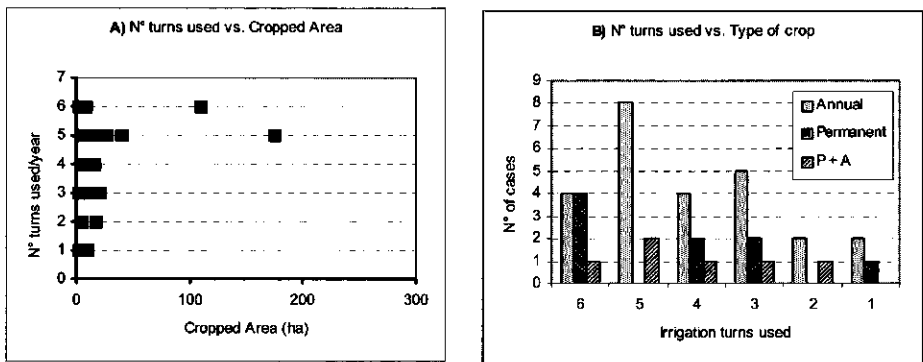 A) N° turns used vs. Cropped Area
N° turns used/year
7
6
5
4
3
2
1
0
0 100 200 300
Cropped Area (ha)
B) N° turns used vs. Type of crop
N° of cases
9
8
7
6
5
4
3
2
1
0
Annual
Permanent
P + A
6 5 4 3 2 1
Irrigation turns used